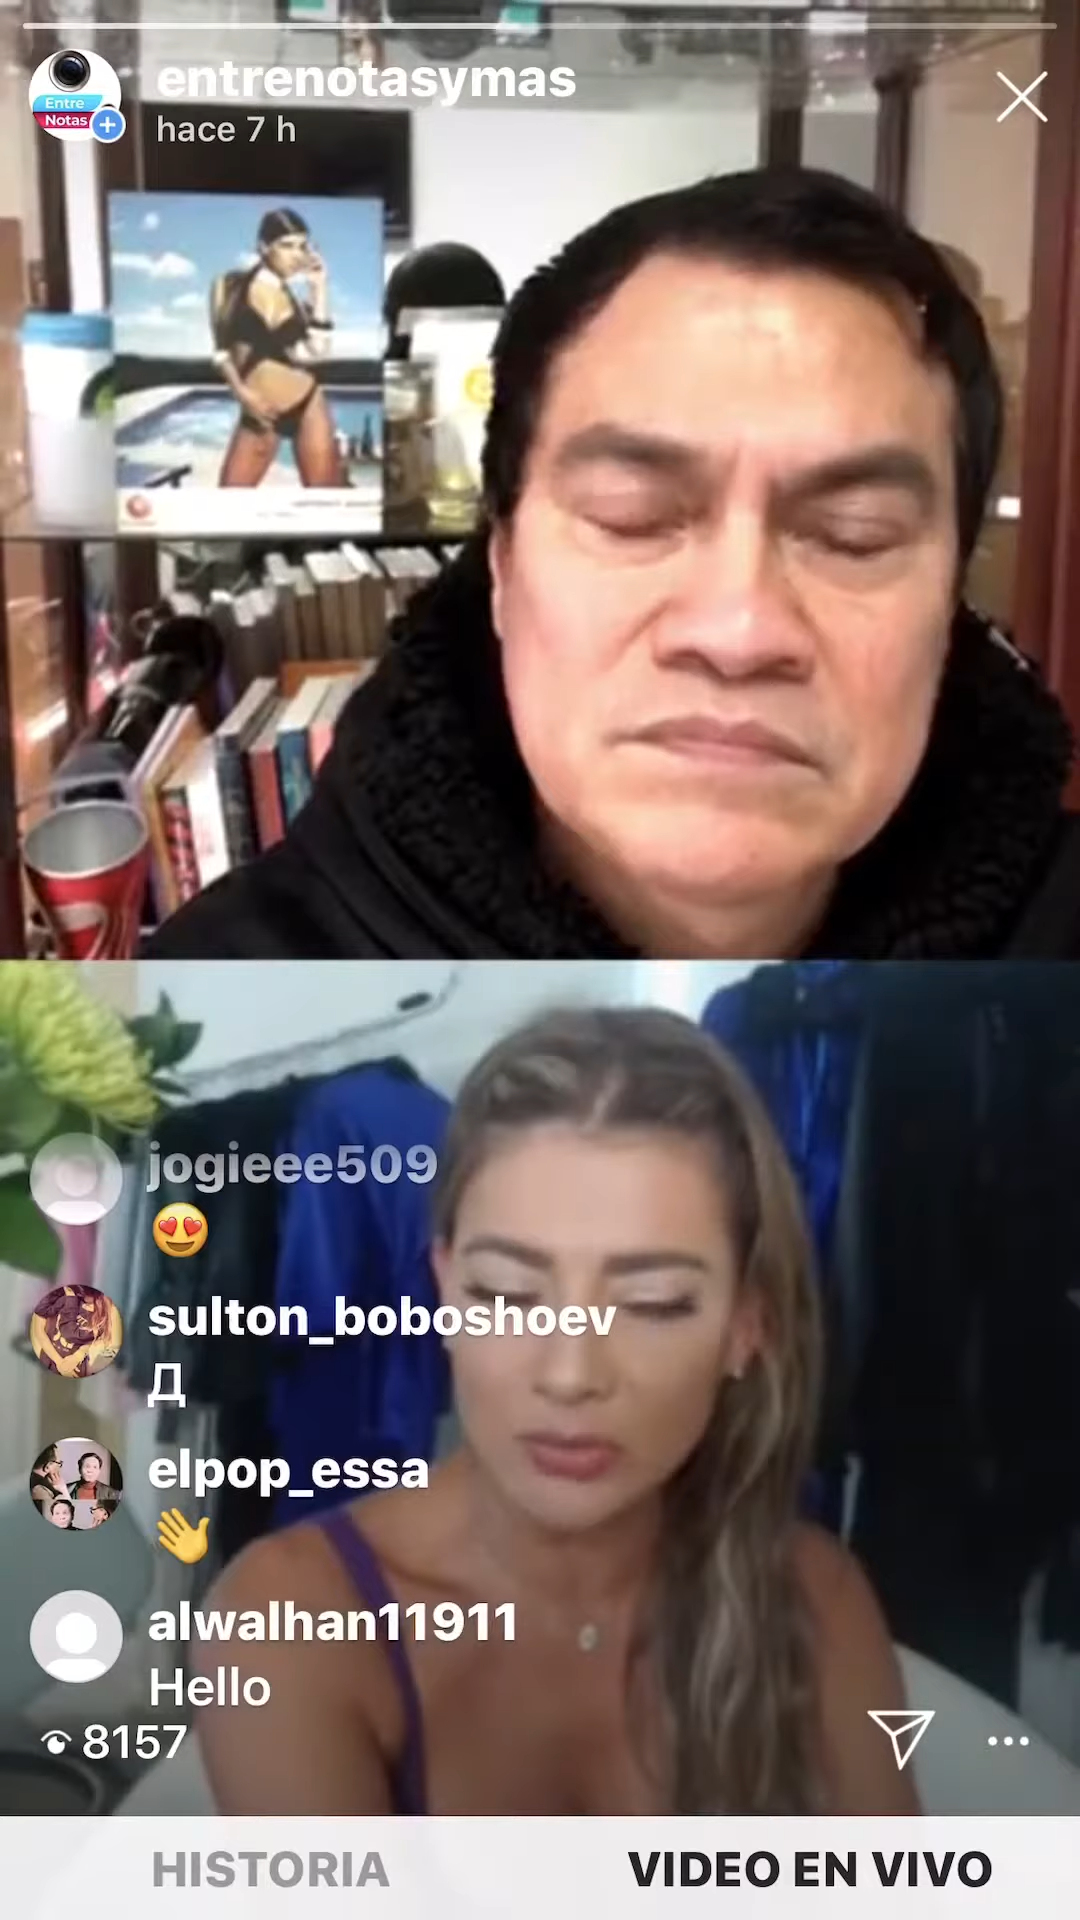 entrenotasymas
hace 7 h
Entre
Notas
jogieee509
😍
sulton_boboshoev
Д
elpop_essa
👋
alwalhan11911
Hello
8157
HISTORIA
VIDEO EN VIVO